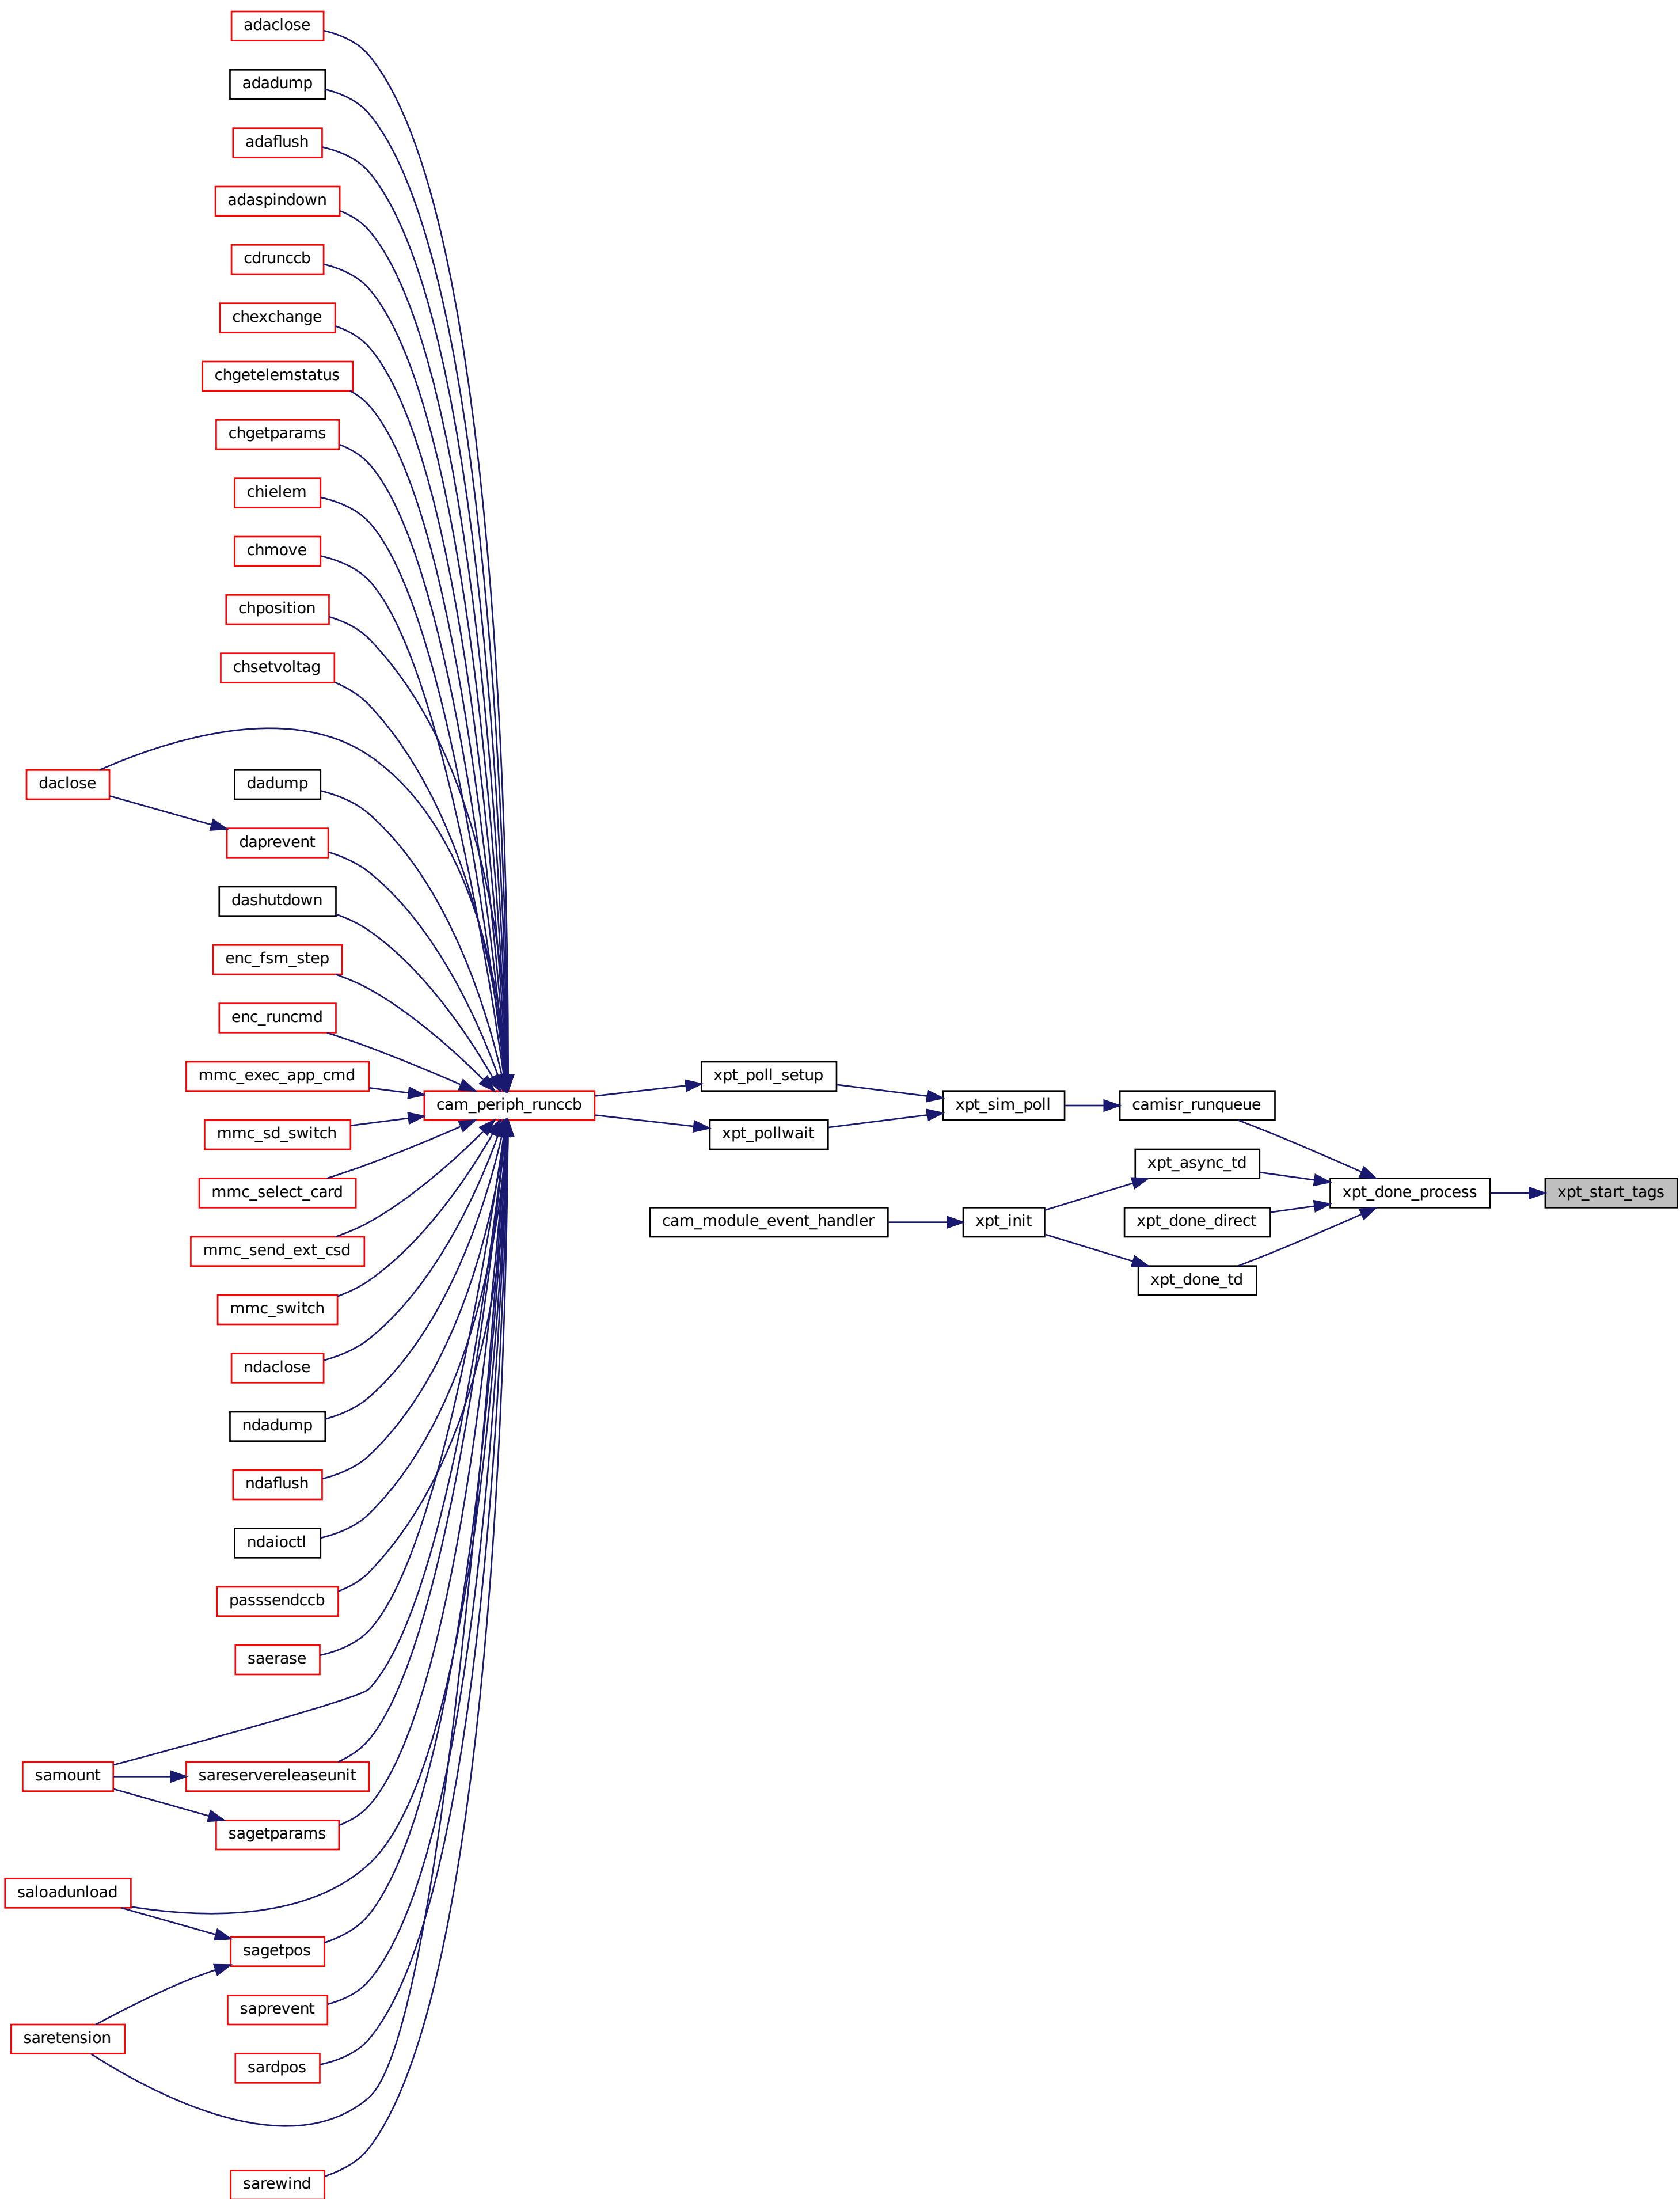 adaclose
adadump
adaflush
adaspindown
cdrunccb
chexchange
chgetelemstatus
chgetparams
chielem
chmove
chposition
chsetvoltag
daclose
dadump
daprevent
dashutdown
enc_fsm_step
enc_runcmd
mmc_exec_app_cmd
mmc_sd_switch
mmc_select_card
mmc_send_ext_csd
mmc_switch
ndaclose
ndadump
ndaflush
ndaioctl
passsendccb
saerase
samount
sareservereleaseunit
sagetparams
saloadunload
sagetpos
saprevent
saretension
sardpos
sarewind
cam_periph_runccb
xpt_poll_setup
xpt_pollwait
cam_module_event_handler
xpt_sim_poll
xpt_init
camisr_runqueue
xpt_async_td
xpt_done_direct
xpt_done_td
xpt_done_process
xpt_start_tags